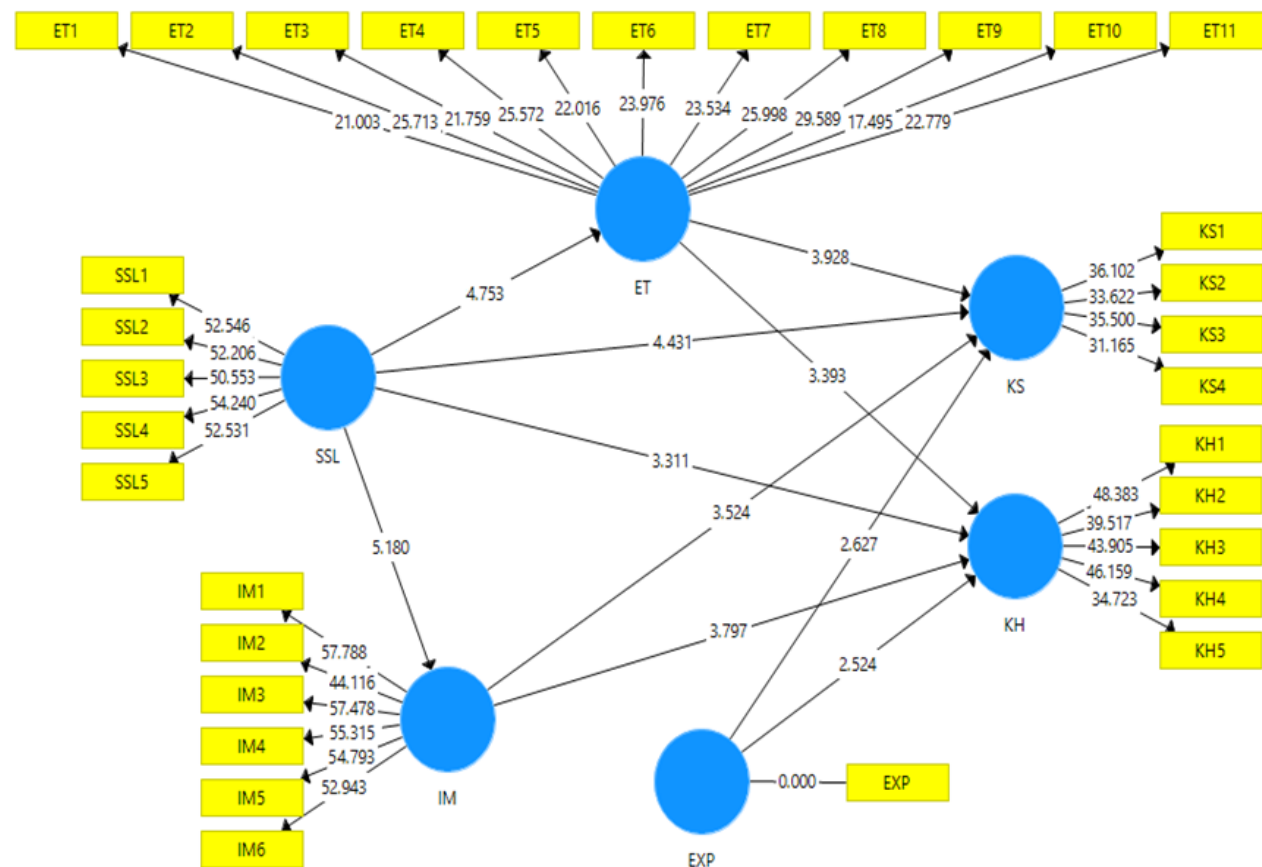 ET1 ET2 ET3 ET4 ET5 ET6 ET7 ET8 ET9 ET10 ET11
21.003 25.713 21.759 25.572 22.016 23.976 23.534 25.998 29.589 17.495 22.779
ET
SSL1
SSL2
SSL3
SSL4
SSL5
52.546
52.206
50.553
54.240
52.531
SSL
4.753
3.928
4.431
3.393
3.311
5.180
3.524
2.627
3.797
2.524
KS1
KS2
KS3
KS4
36.102
33.622
35.500
31.165
KS
KH1
KH2
KH3
KH4
KH5
48.383
39.517
43.905
46.159
34.723
KH
IM1
IM2
IM3
IM4
IM5
IM6
57.788
44.116
57.478
55.315
54.793
52.943
IM
0.000
EXP
EXP